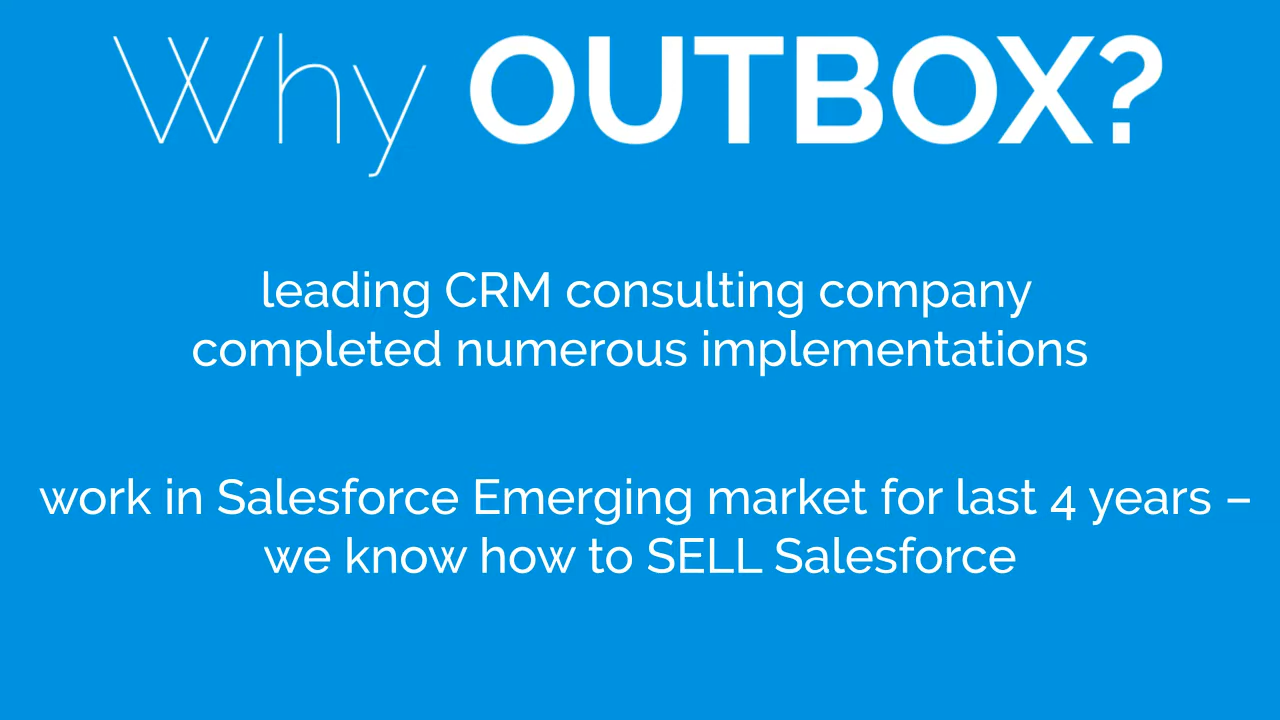 Why OUTBOX?
leading CRM consulting company
completed numerous implementations
work in Salesforce Emerging market for last 4 years –
we know how to SELL Salesforce